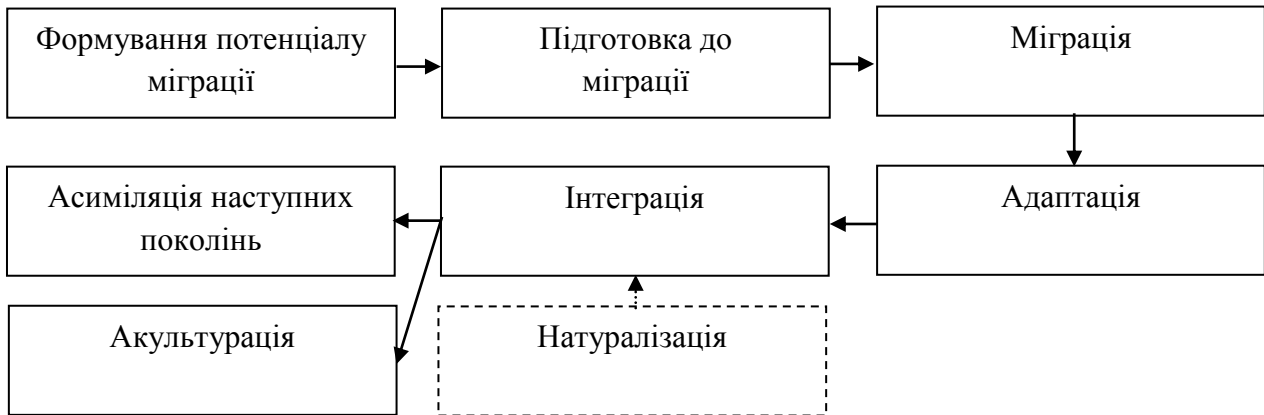 Формування потенціалу
міграції
Підготовка до
міграції
Міграція
Асиміляція наступних
поколінь
Інтеграція
Адаптація
Акультурація
Натуралізація